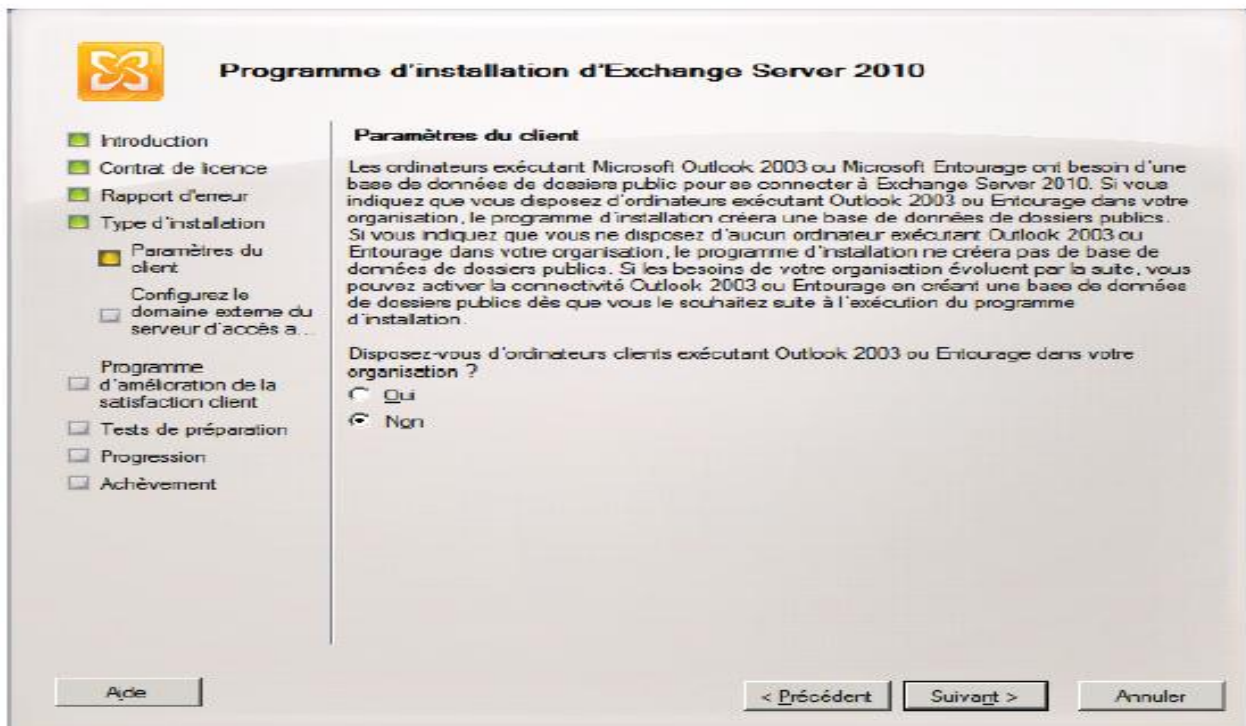 Programme d'installation d'Exchange Server 2010
Introduction
Contrat de licence
Rapport d'erreur
Type d'installation
Paramètres du
client
Configurez le
domaine externe du
serveur d'accès a...
Programme
d'amélioration de la
satisfaction client
Tests de préparation
Progression
Achèvement
Paramètres du client
Les ordinateurs exécutant Microsoft Outlook 2003 ou Microsoft Entourage ont besoin d'une
base de données de dossiers public pour se connecter à Exchange Server 2010. Si vous
indiquez que vous disposez d'ordinateurs exécutant Outlook 2003 ou Entourage dans votre
organisation, le programme d'installation créera une base de données de dossiers publics.
Si vous indiquez que vous ne disposez d'aucun ordinateur exécutant Outlook 2003 ou
Entourage dans votre organisation, le programme d'installation ne créera pas de base de
données de dossiers publics. Si les besoins de votre organisation évoluent par la suite, vous
pouvez activer la connectivité Outlook 2003 ou Entourage en créant une base de données
de dossiers publics dès que vous le souhaitez suite à l'exécution du programme
d'installation.
Disposez-vous d'ordinateurs clients exécutant Outlook 2003 ou Entourage dans votre
organisation ?
Oui
Non
Aide
< Précédent
Suivant >
Annuler